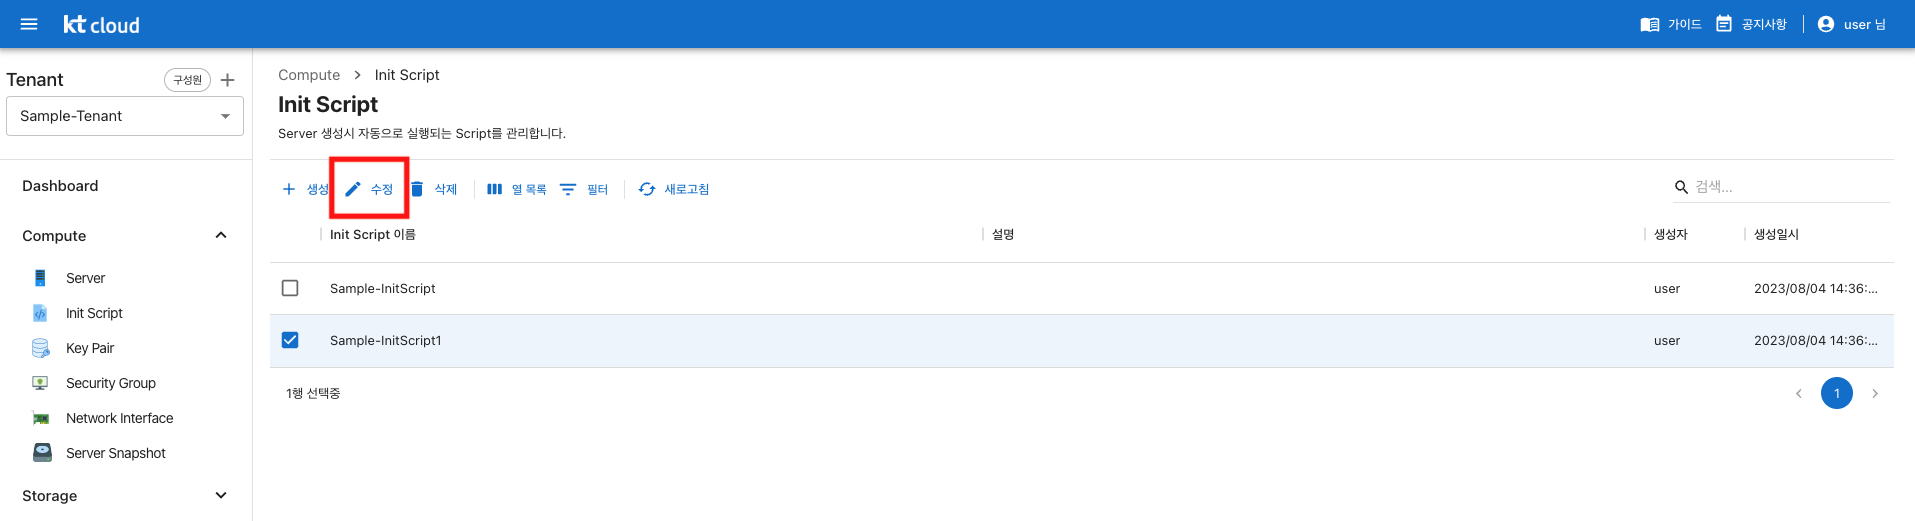 kt cloud
가이드
공지사항
user 님
Tenant
구성원
Sample-Tenant
Dashboard
Compute
Server
Init Script
Key Pair
Security Group
Network Interface
Server Snapshot
Storage
Compute > Init Script
Init Script
Server 생성시 자동으로 실행되는 Script를 관리합니다.
생성 수정 삭제 열 목록 필터 새로고침
검색...
Init Script 이름 설명 생성자 생성일시
Sample-InitScript user 2023/08/04 14:36:...
Sample-InitScript1 user 2023/08/04 14:36:...
1행 선택중
1